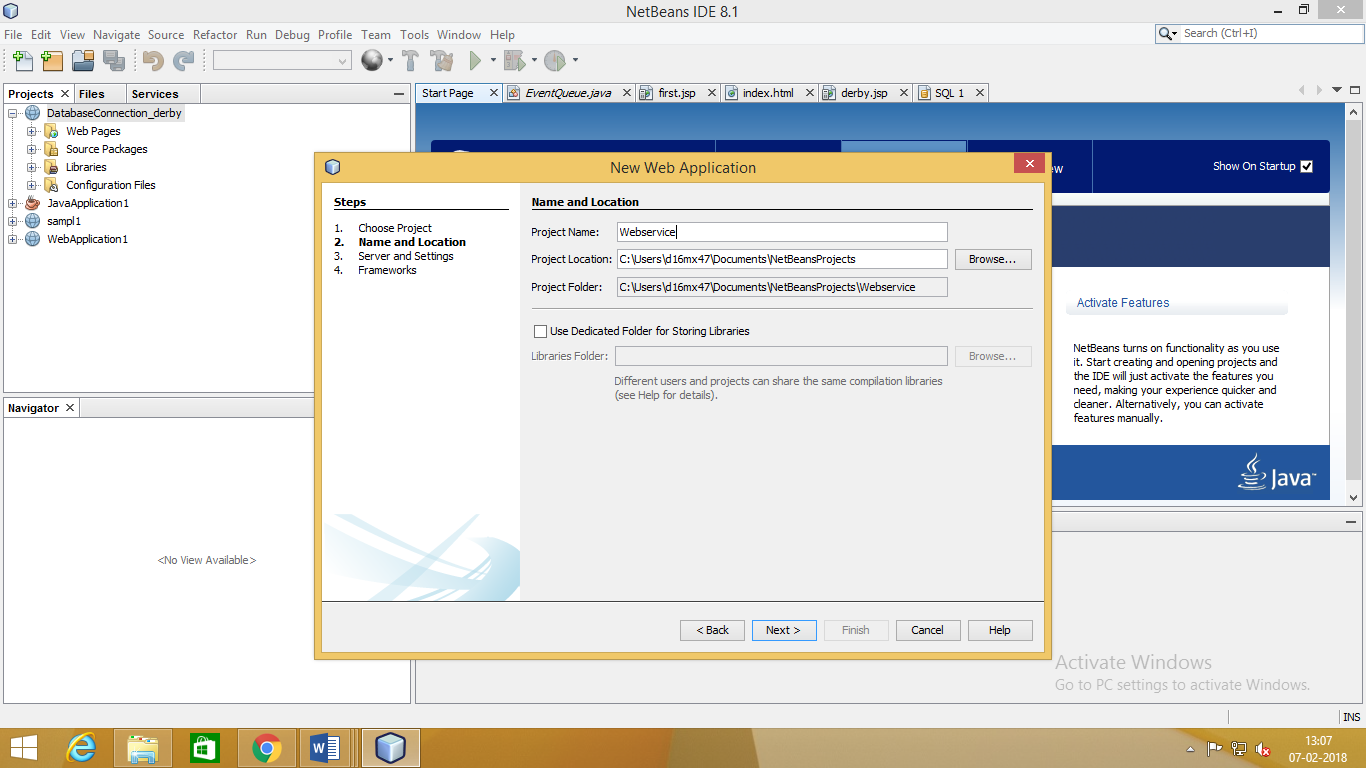 NetBeans IDE 8.1
File Edit View Navigate Source Refactor Run Debug Profile Team Tools Window Help
Search (Ctrl+I)
Projects Files Services
Start Page EventQueue.java first.jsp index.html derby.jsp SQL 1
DatabaseConnection_derby
Web Pages
Source Packages
Libraries
Configuration Files
JavaApplication1
sampl1
WebApplication1
Show On Startup
New Web Application
Steps
1. Choose Project
2. Name and Location
3. Server and Settings
4. Frameworks
Name and Location
Project Name: Webservice
Project Location: C:\Users\d16mx47\Documents\NetBeansProjects Browse...
Project Folder: C:\Users\d16mx47\Documents\NetBeansProjects\Webservice
Use Dedicated Folder for Storing Libraries
Libraries Folder: Browse...
Different users and projects can share the same compilation libraries
(see Help for details).
< Back Next > Finish Cancel Help
Activate Features
NetBeans turns on functionality as you use
it. Start creating and opening projects and
the IDE will just activate the features you
need, making your experience quicker and
cleaner. Alternatively, you can activate
features manually.
Java™
Navigator
<No View Available>
Activate Windows
Go to PC settings to activate Windows.
INS
13:07
07-02-2018